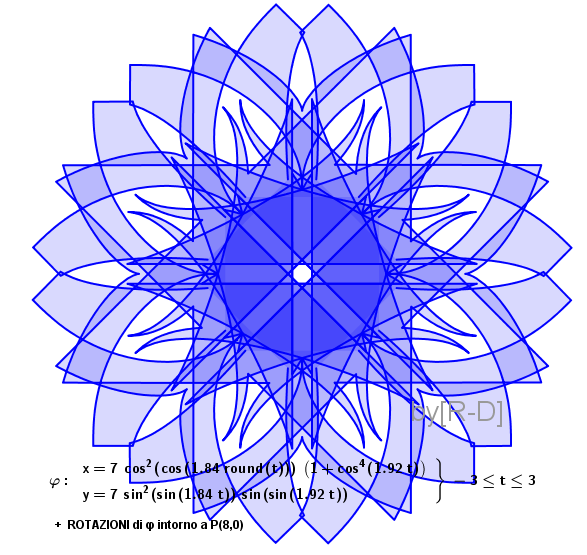 by[R-D]
φ : x = 7 cos² (cos (1.84 round (t))) (1 + cos⁴ (1.92 t))
y = 7 sin² (sin (1.84 t)) sin (sin (1.92 t))
− 3 ≤ t ≤ 3
+ ROTAZIONI di φ intorno a P(8,0)